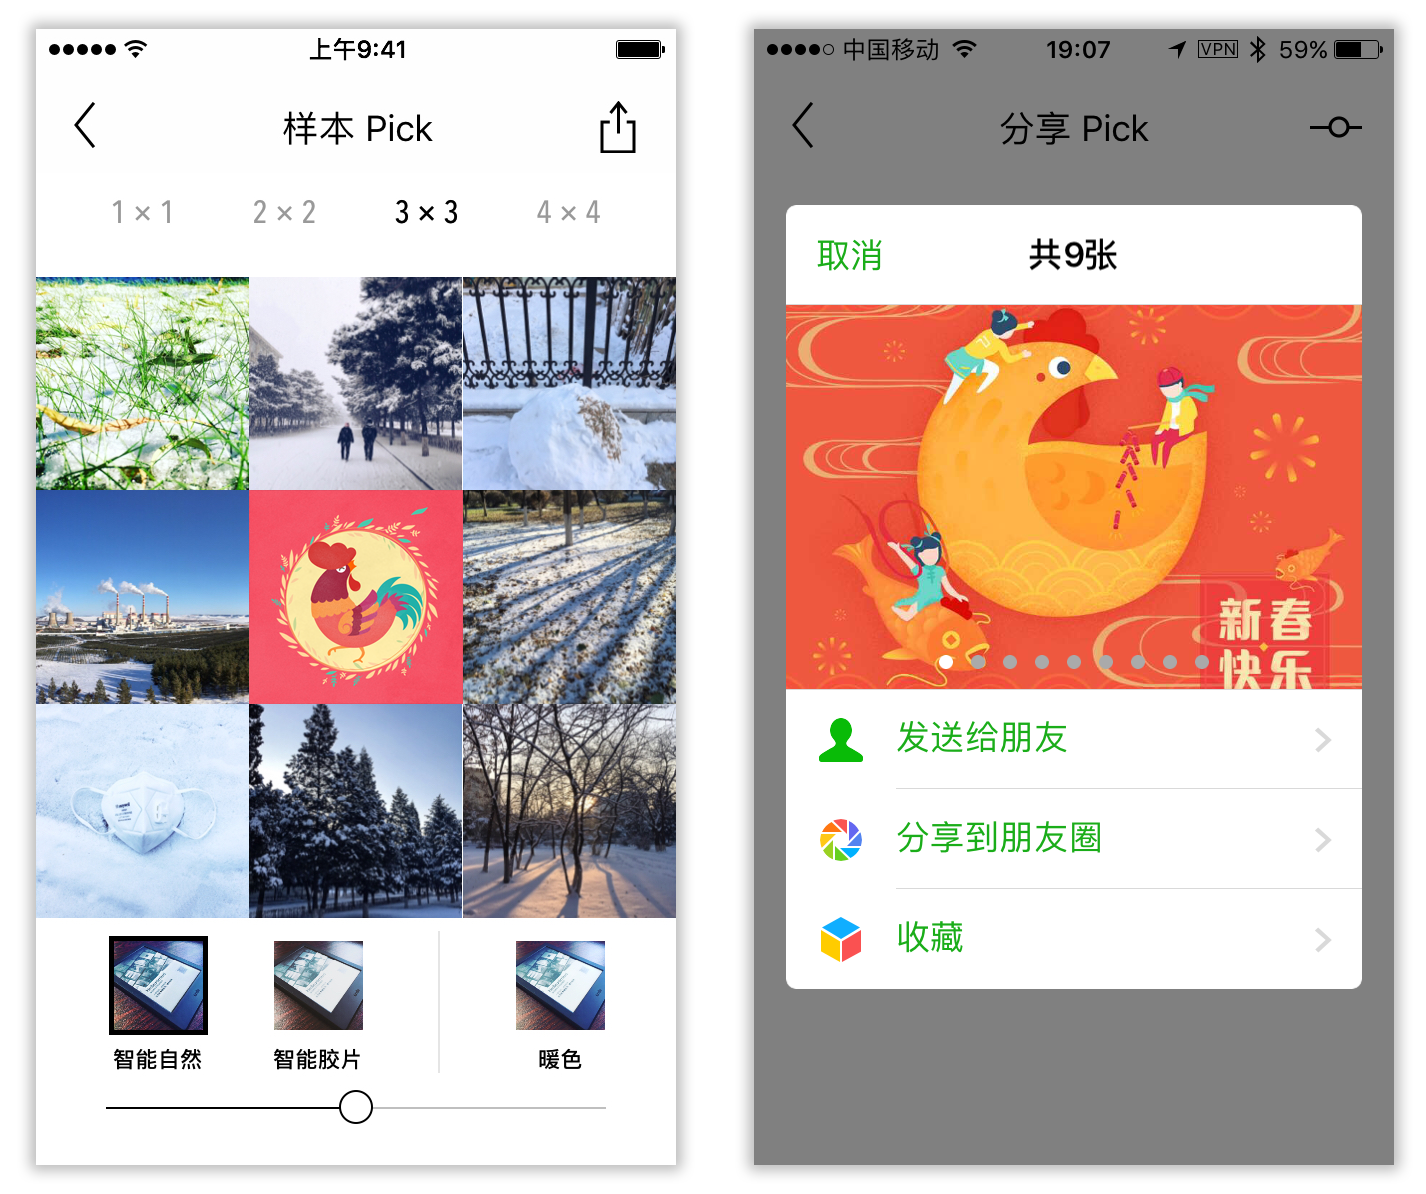 上午9:41
样本 Pick
1 × 1
2 × 2
3 × 3
4 × 4
智能自然
智能胶片
暖色
中国移动
19:07
VPN
59%
分享 Pick
取消
共9张
新春
快乐
发送给朋友
分享到朋友圈
收藏